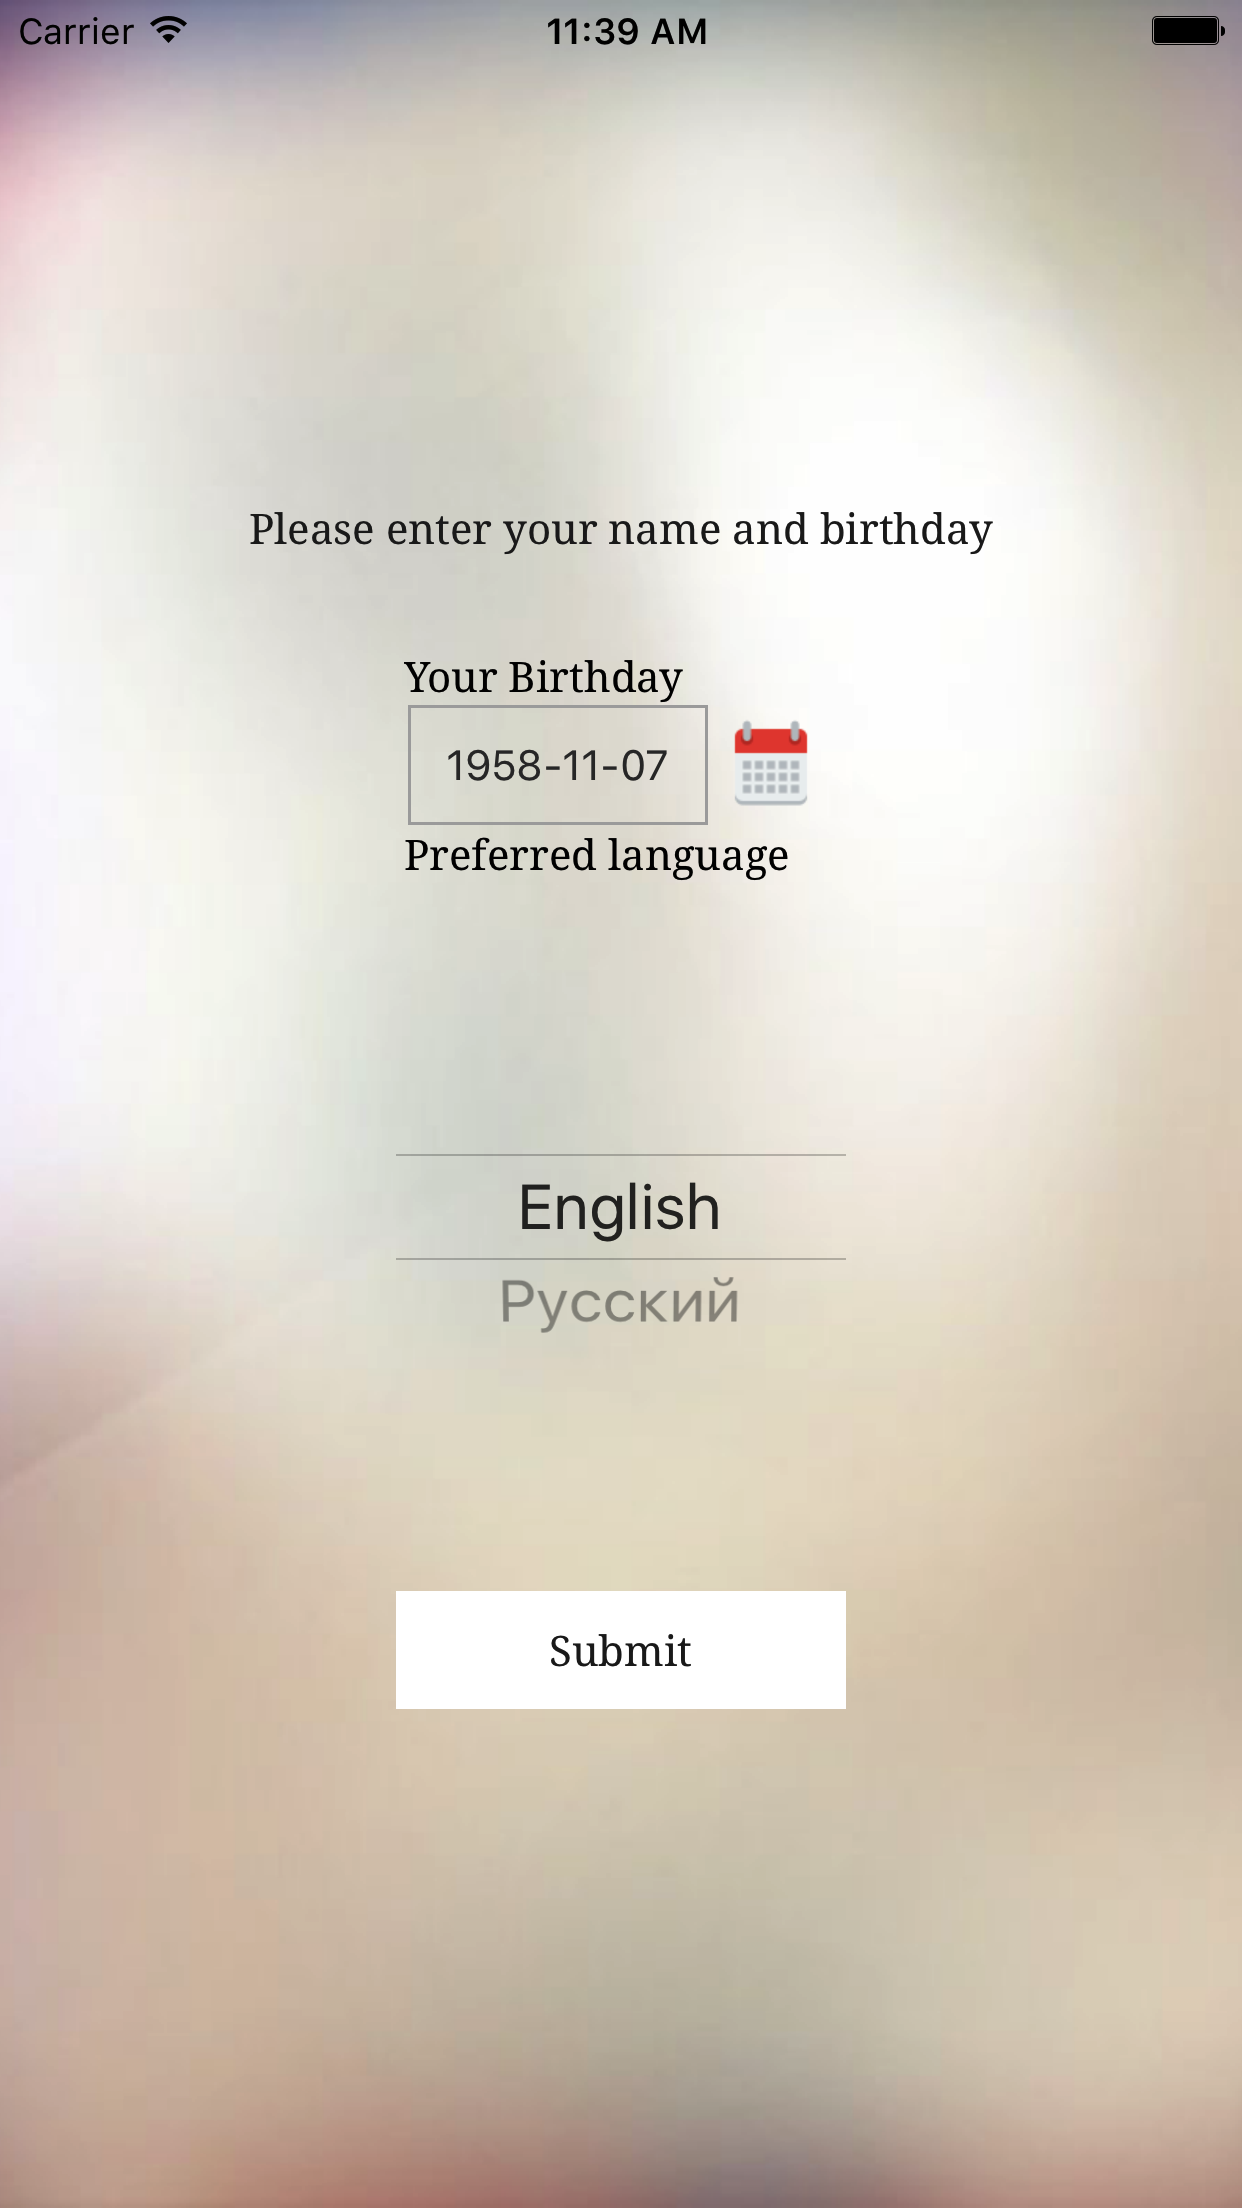 Carrier 11:39 AM
Please enter your name and birthday
Your Birthday
1958-11-07
Preferred language
English
Русский
Submit